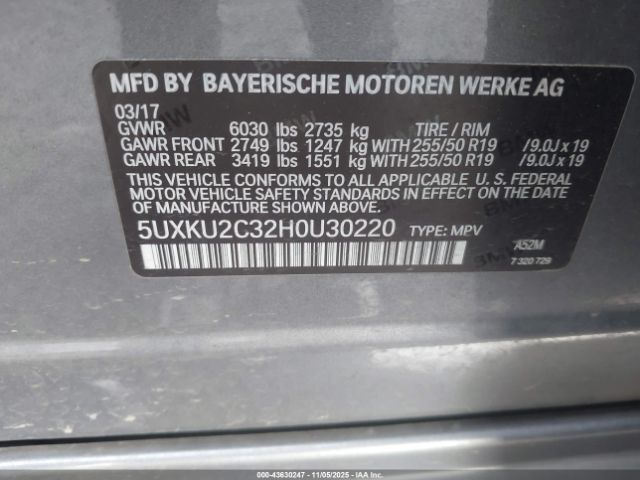 MFD BY BAYERISCHE MOTOREN WERKE AG
03/17
GVWR 6030 lbs 2735 kg TIRE / RIM
GAWR FRONT 2749 lbs 1247 kg WITH 255/50 R19 /9.0J x 19
GAWR REAR 3419 lbs 1551 kg WITH 255/50 R19 /9.0J x 19
THIS VEHICLE CONFORMS TO ALL APPLICABLE U. S. FEDERAL
MOTOR VEHICLE SAFETY STANDARDS IN EFFECT ON THE DATE
OF MANUFACTURE SHOWN ABOVE.
5UXKU2C32H0U30220 TYPE: MPV
A52M
7 320 729
000-43630247 - 11/05/2025 - IAAI.CA